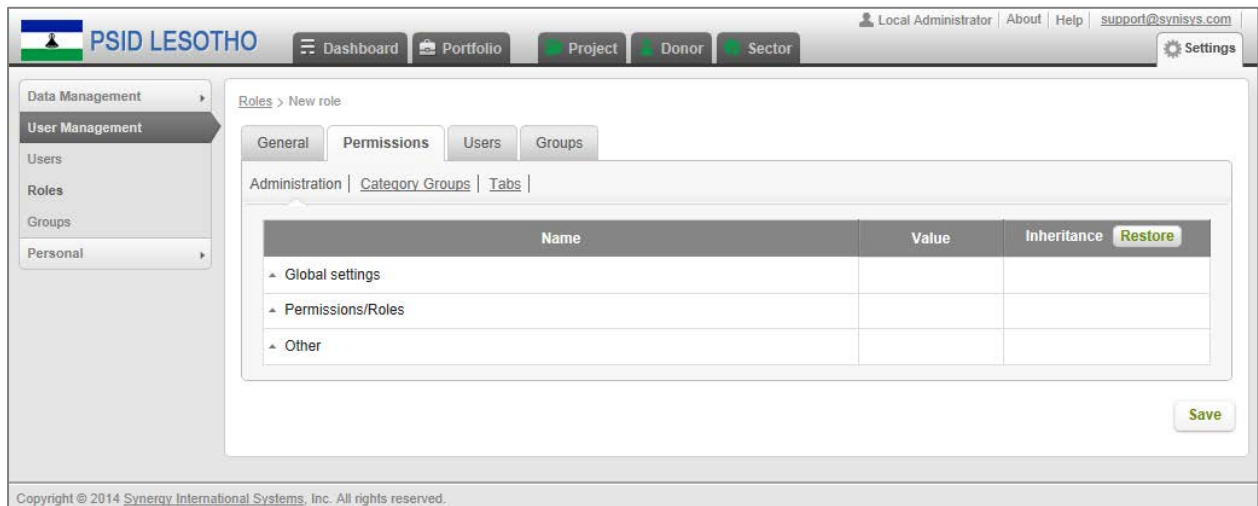 Local Administrator | About | Help | support@synisys.com |
PSID LESOTHO
Dashboard Portfolio Project Donor Sector Settings
Data Management
User Management
Users
Roles
Groups
Personal
Roles > New role
General Permissions Users Groups
Administration | Category Groups | Tabs |
Name Value Inheritance Restore
Global settings
Permissions/Roles
Other
Save
Copyright © 2014 Synergy International Systems, Inc. All rights reserved.